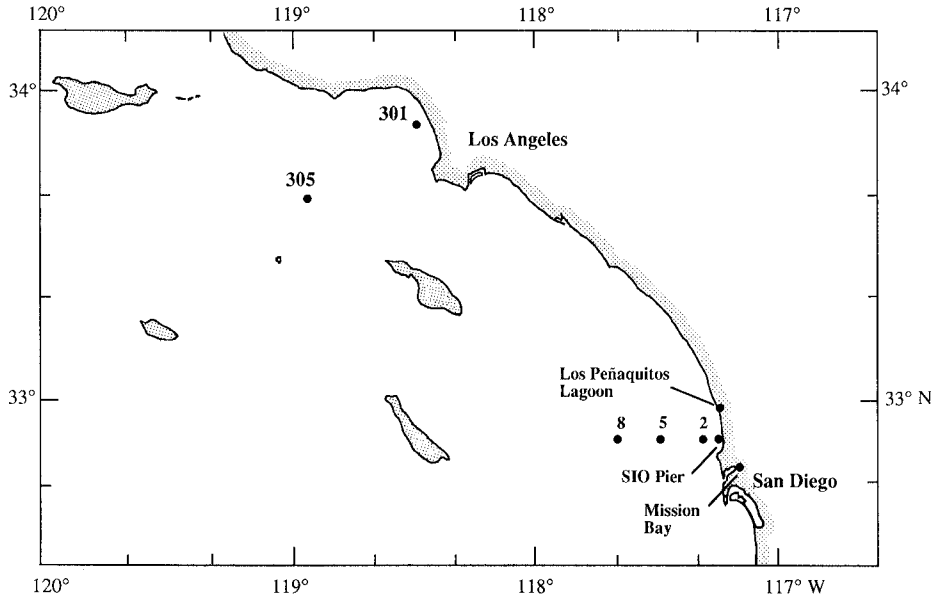 120°
119°
118°
117°
34°
34°
301
Los Angeles
305
Los Peñaquitos
Lagoon
33°
33° N
8 5 2
SIO Pier
San Diego
Mission
Bay
120°
119°
118°
117° W